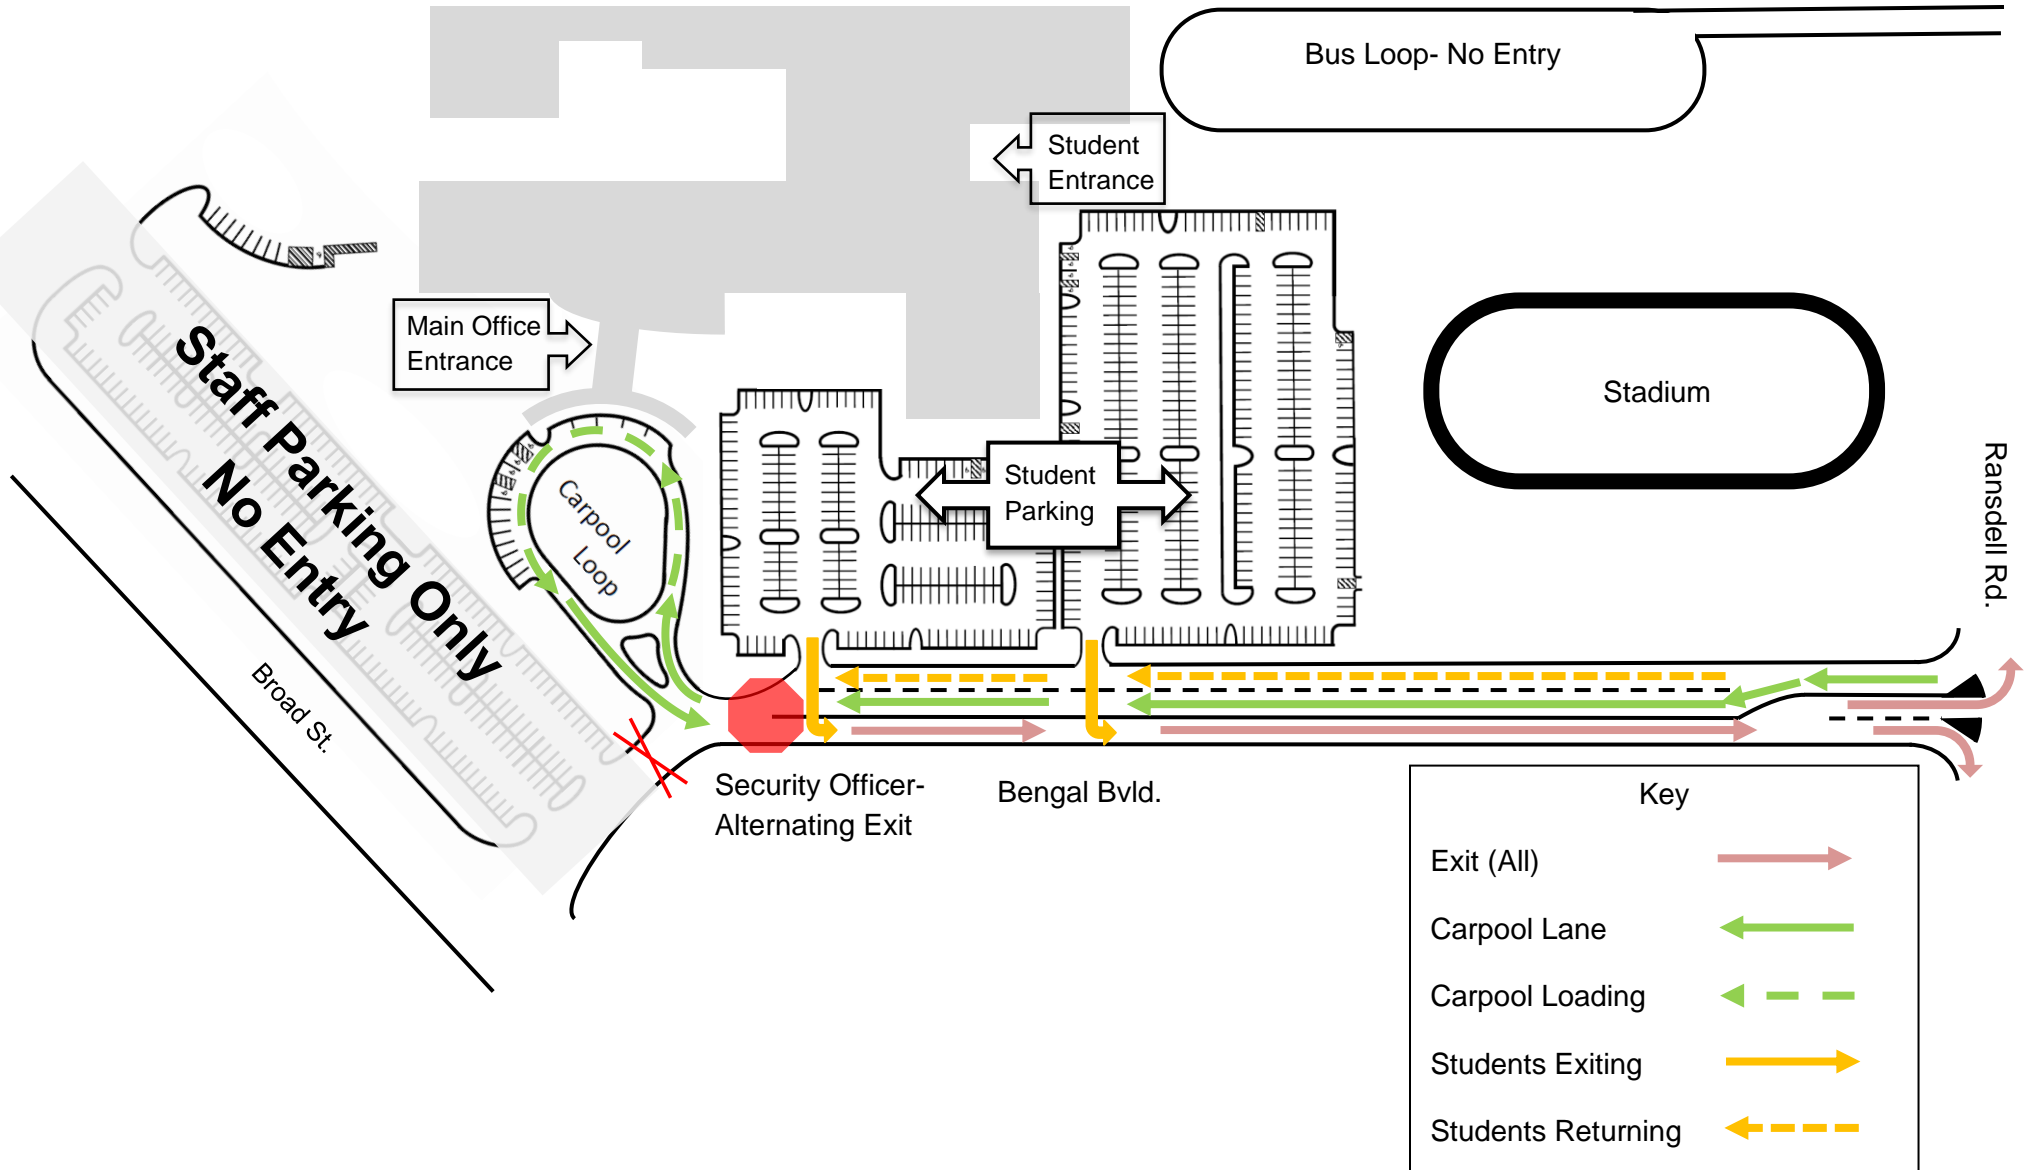 Bus Loop- No Entry
Student
Entrance
Main Office
Entrance
Staff Parking Only
No Entry
Stadium
Carpool
Loop
Student
Parking
Ransdell Rd.
Broad St.
Security Officer-
Alternating Exit
Bengal Bvld.
Key
Exit (All)
Carpool Lane
Carpool Loading
Students Exiting
Students Returning